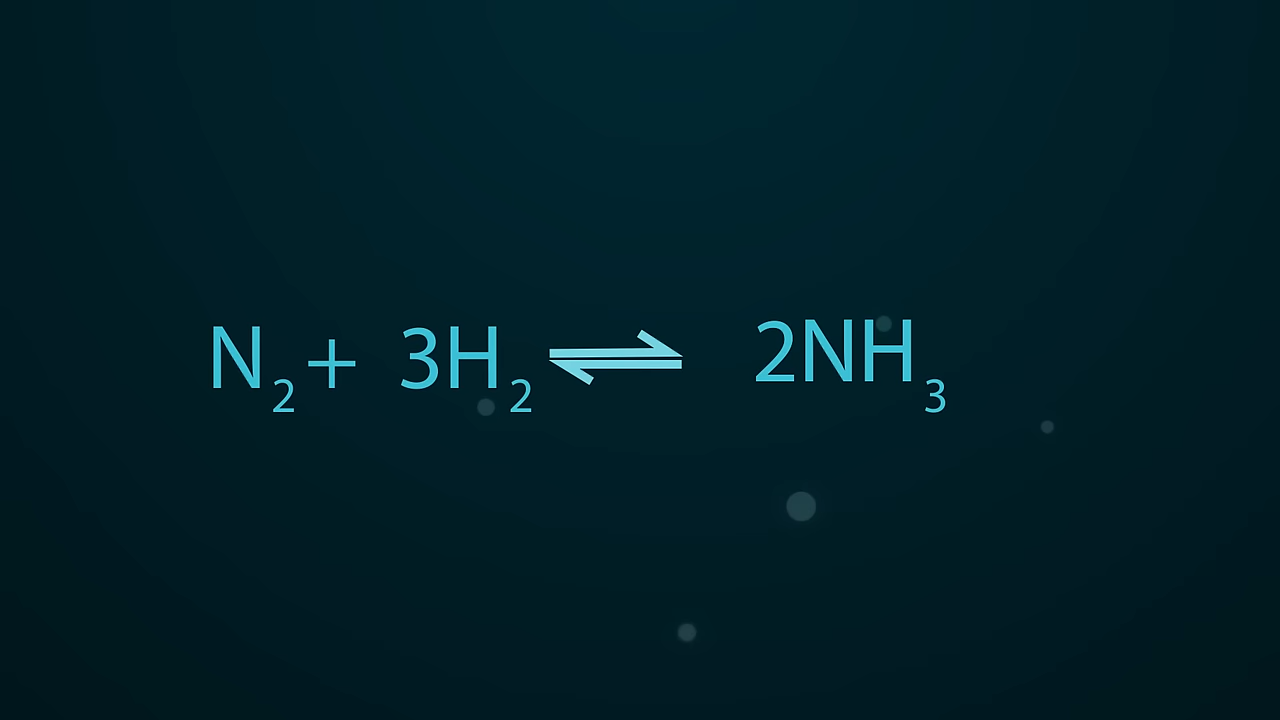 N₂ + 3H₂ ⇌ 2NH₃